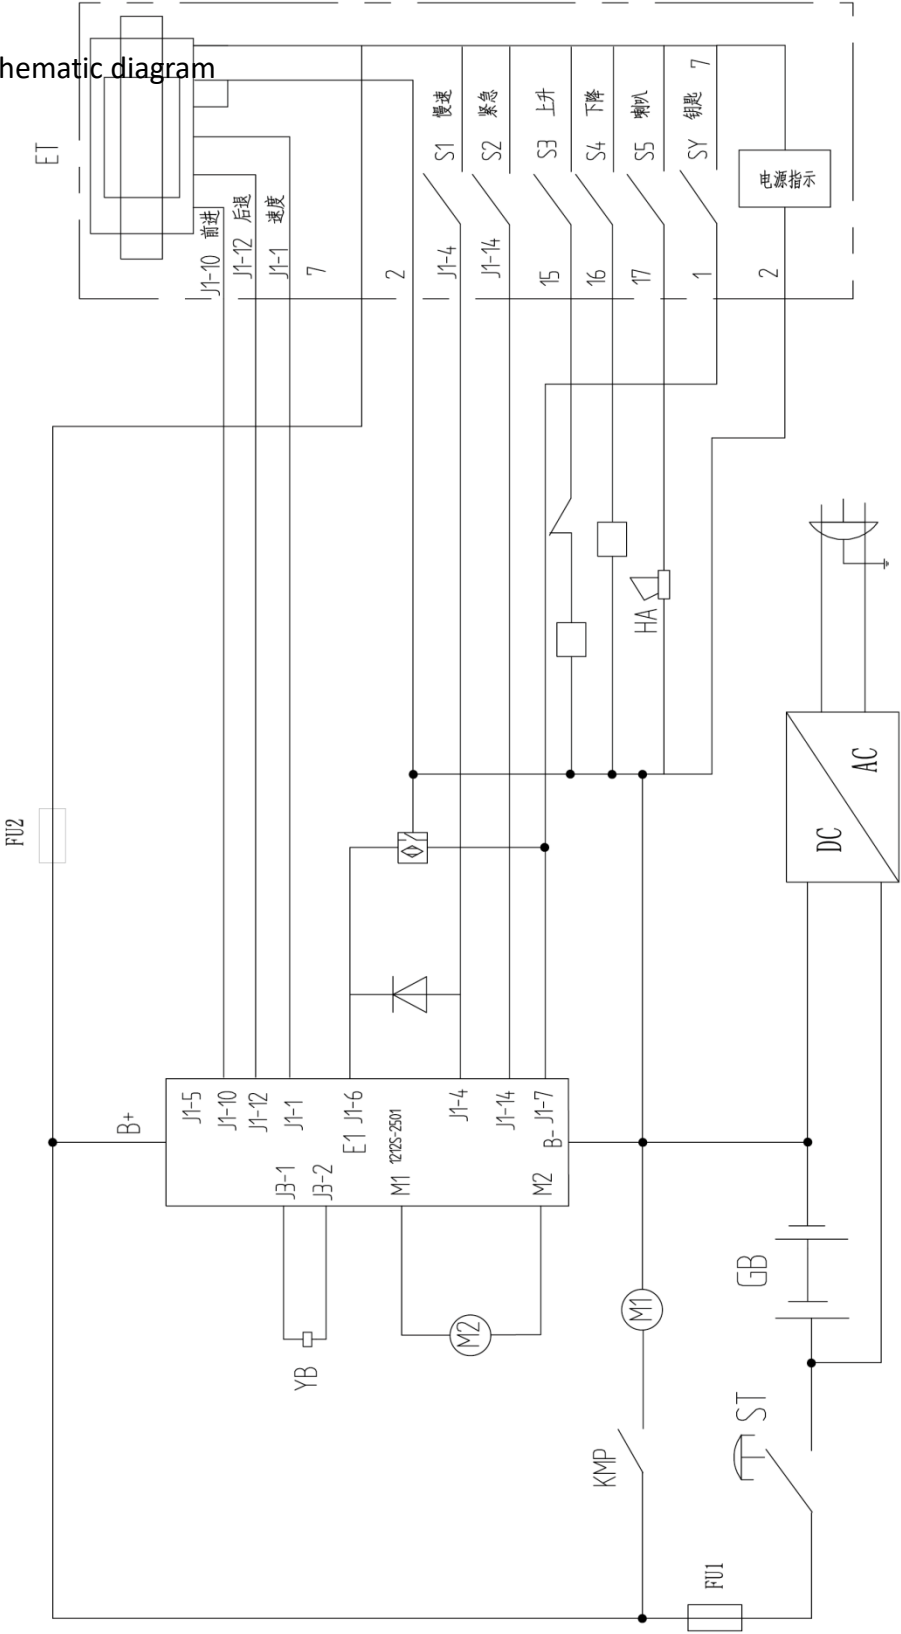 hematic diagram
ET
J1-10 前进
J1-12 后退
J1-1 速度
7
2
J1-4 S1 慢速
J1-14 S2 紧急
15 S3 上升
16 S4 下降
17 S5 喇叭
1 SY 钥匙 7
2 电源指示
HA
FU2
DC AC
B+
J1-5
J1-10
J1-12
J1-1
J3-1
J3-2
E1 J1-6
1212S-2501
M1
J1-4
J1-14
B- J1-7
M2
YB
M2
M1
KMP
GB
ST
FU1